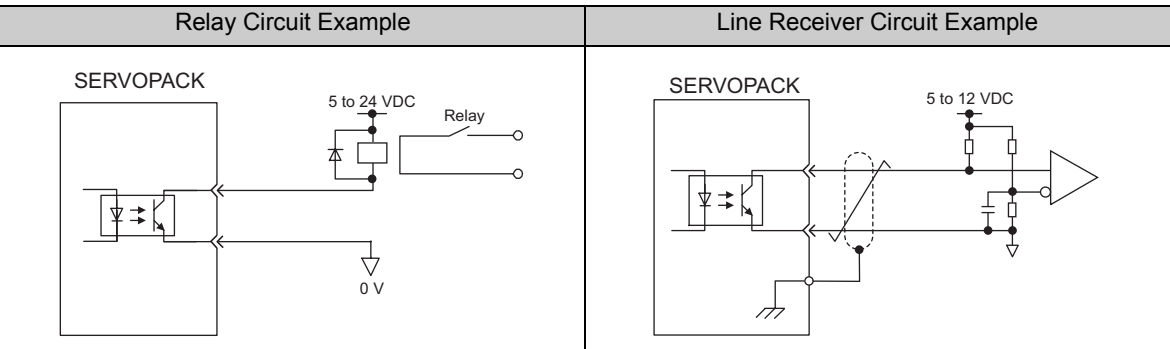 Relay Circuit Example
Line Receiver Circuit Example
SERVOPACK
5 to 24 VDC
Relay
0 V
SERVOPACK
5 to 12 VDC